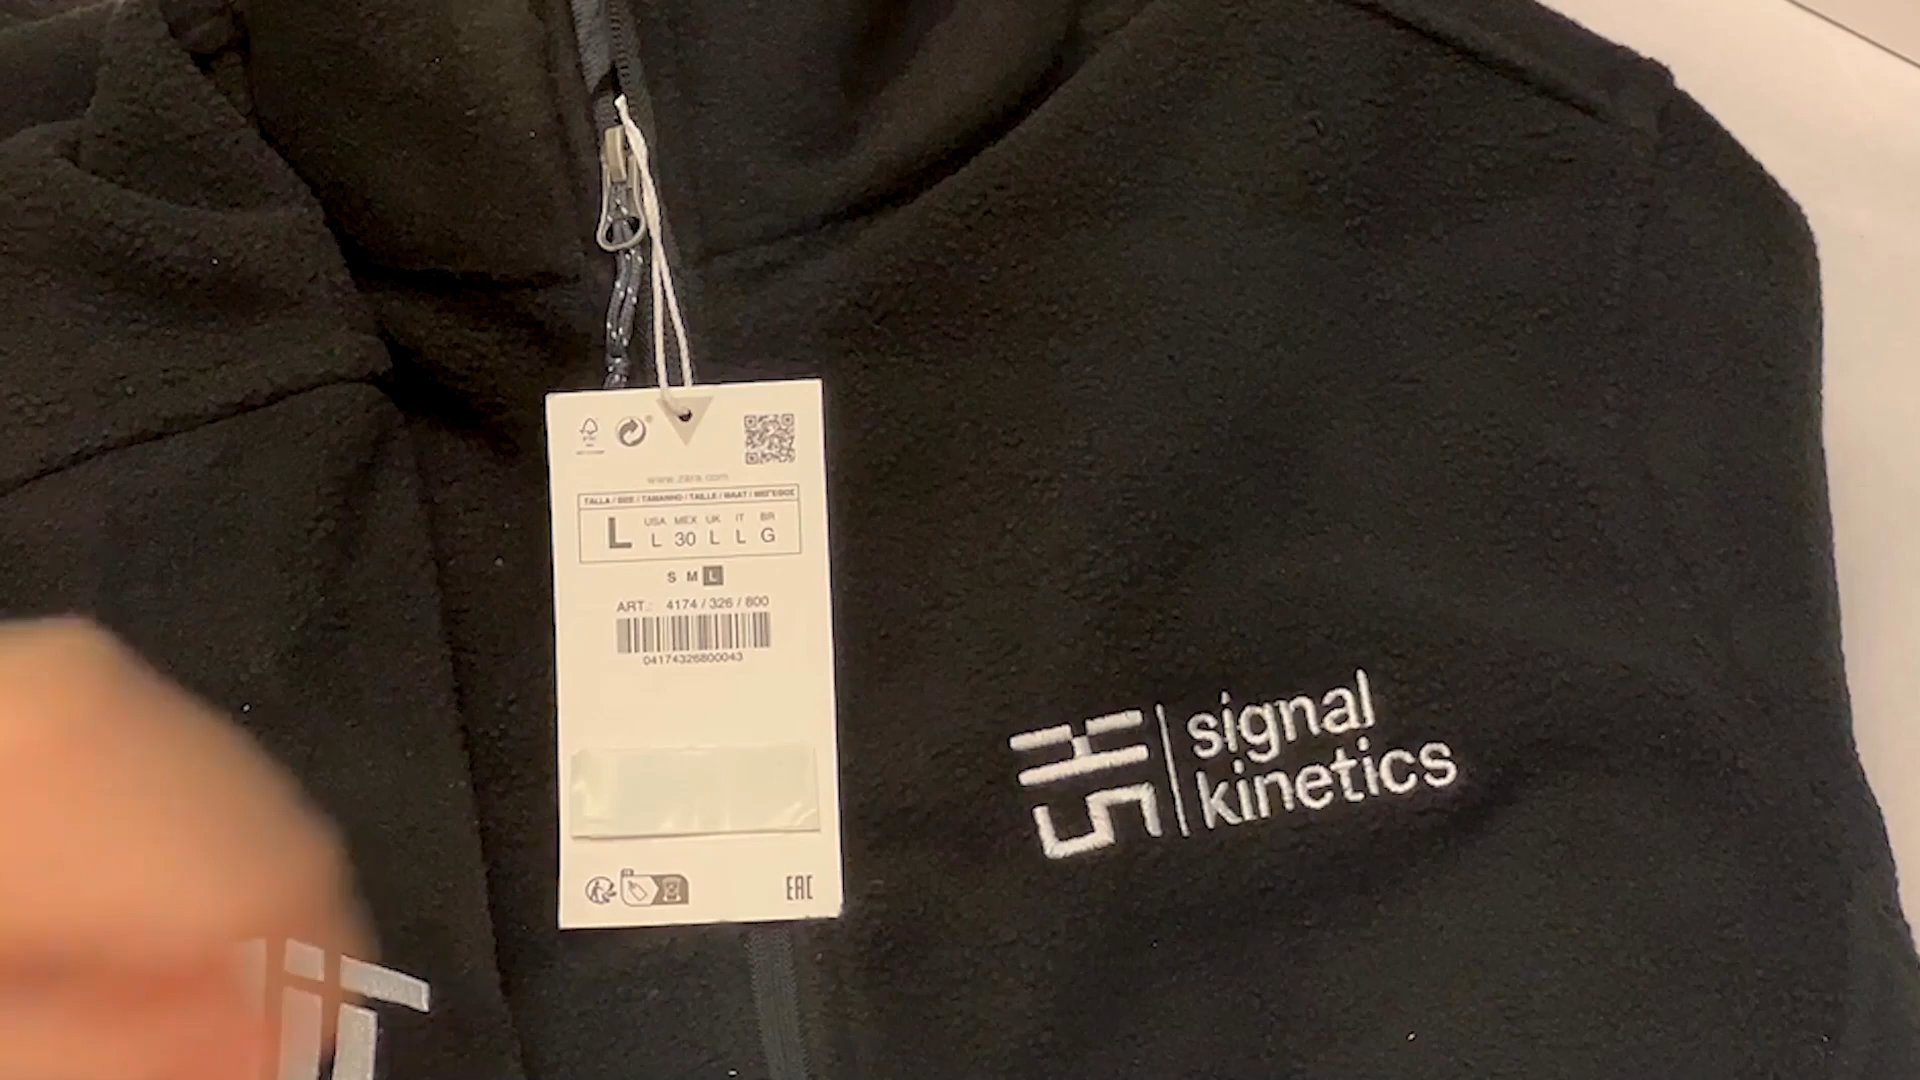 www.zara.com
TALLA / SIZE / TAMANHO / TAILLE / MAAT / ΜΕΓΕΘΟΣ
L
USA MEX UK IT BR
L 30 L L G
S M L
ART.: 4174 / 326 / 800
04174326800043
EAC
signal
kinetics